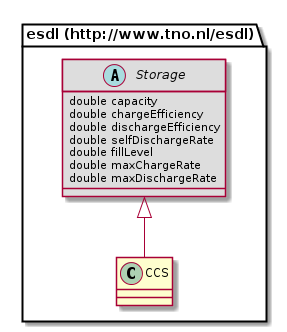 esdl (http://www.tno.nl/esdl)
A Storage
double capacity
double chargeEfficiency
double dischargeEfficiency
double selfDischargeRate
double fillLevel
double maxChargeRate
double maxDischargeRate
C CCS